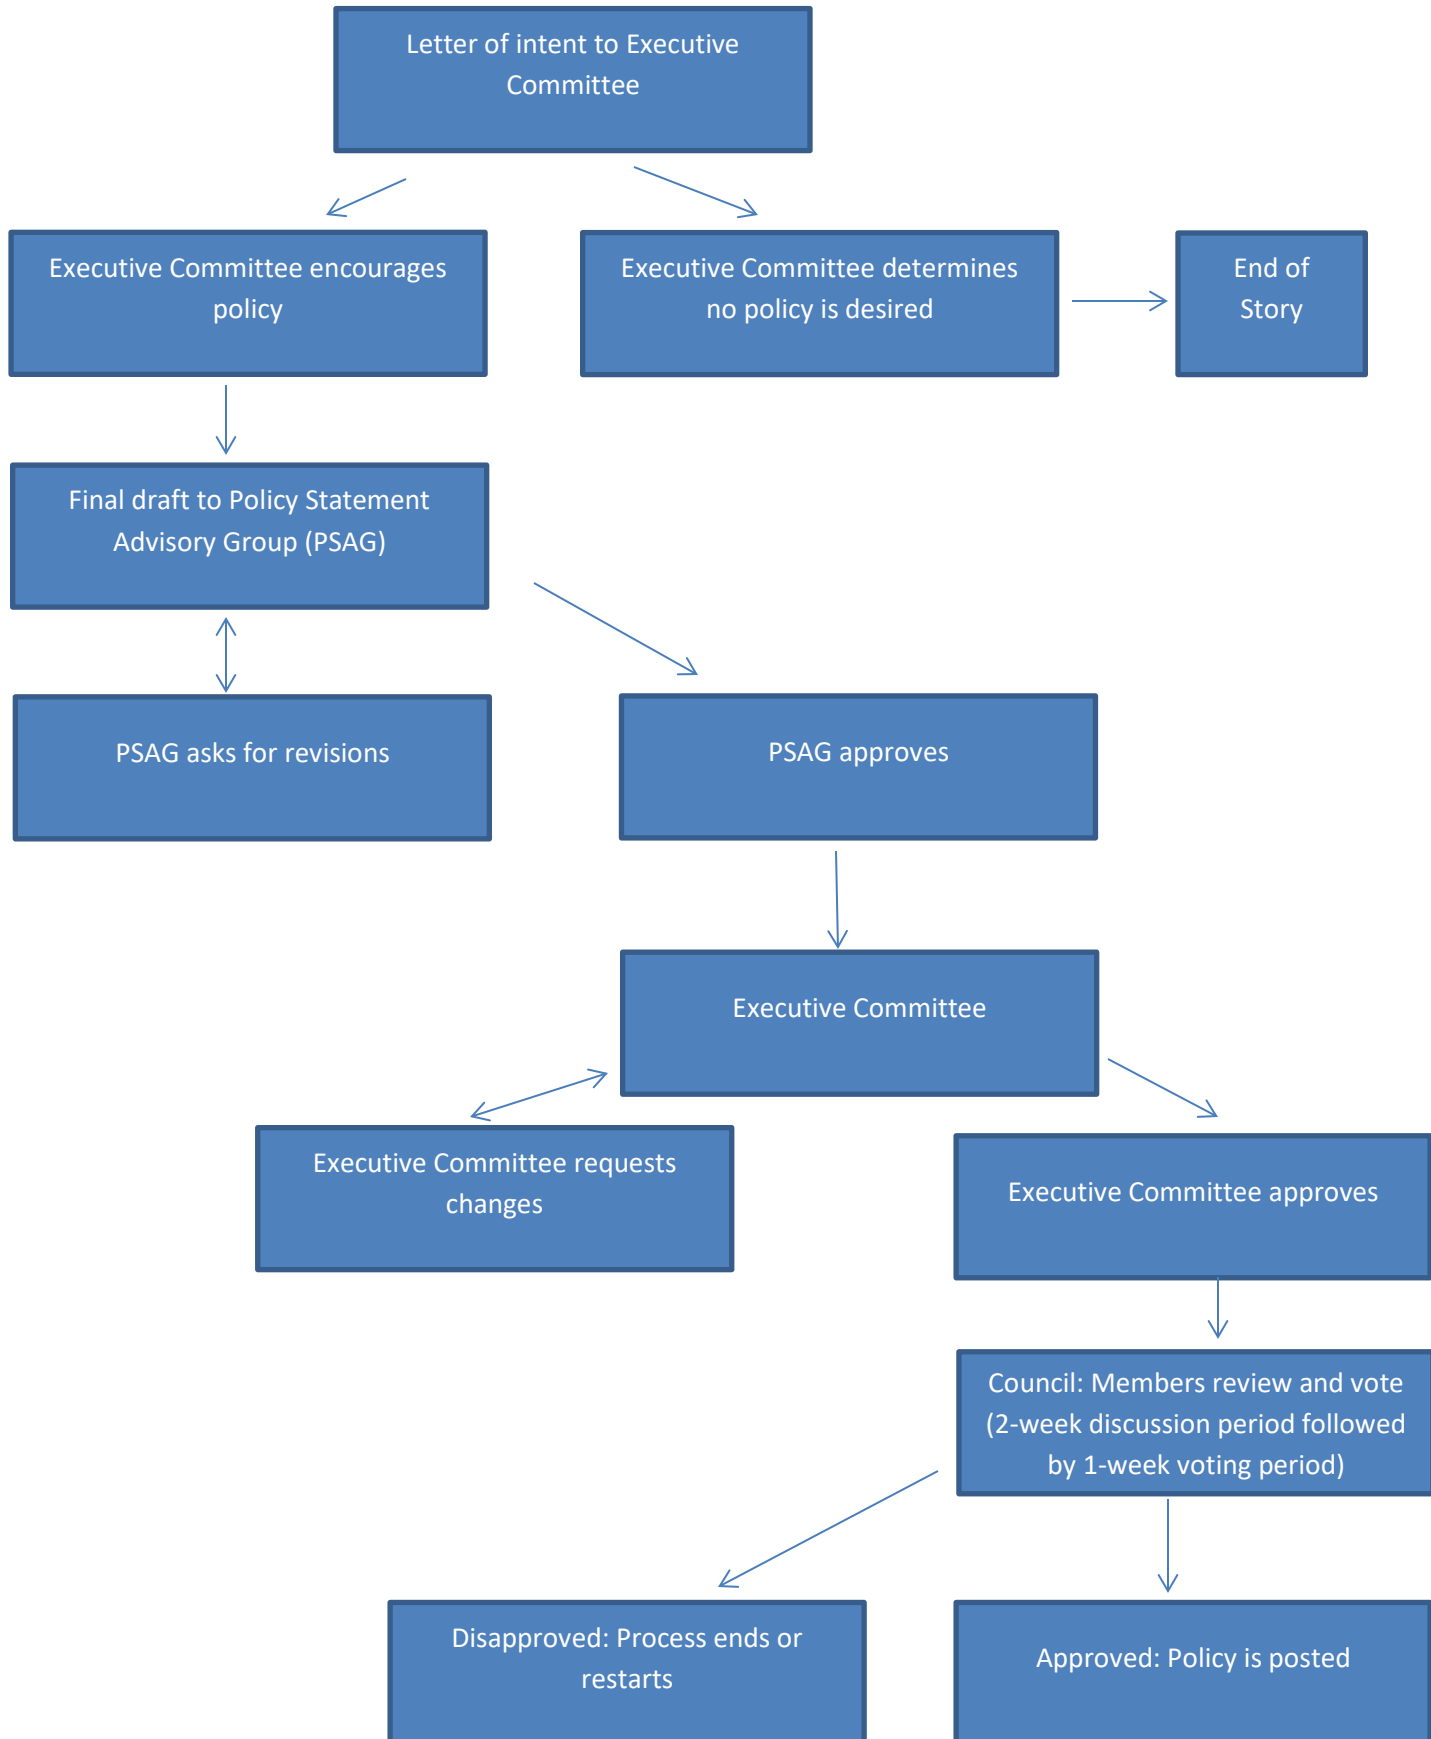 Letter of intent to Executive
Committee
Executive Committee encourages
policy
Executive Committee determines
no policy is desired
End of
Story
Final draft to Policy Statement
Advisory Group (PSAG)
PSAG asks for revisions
PSAG approves
Executive Committee
Executive Committee requests
changes
Executive Committee approves
Council: Members review and vote
(2-week discussion period followed
by 1-week voting period)
Disapproved: Process ends or
restarts
Approved: Policy is posted